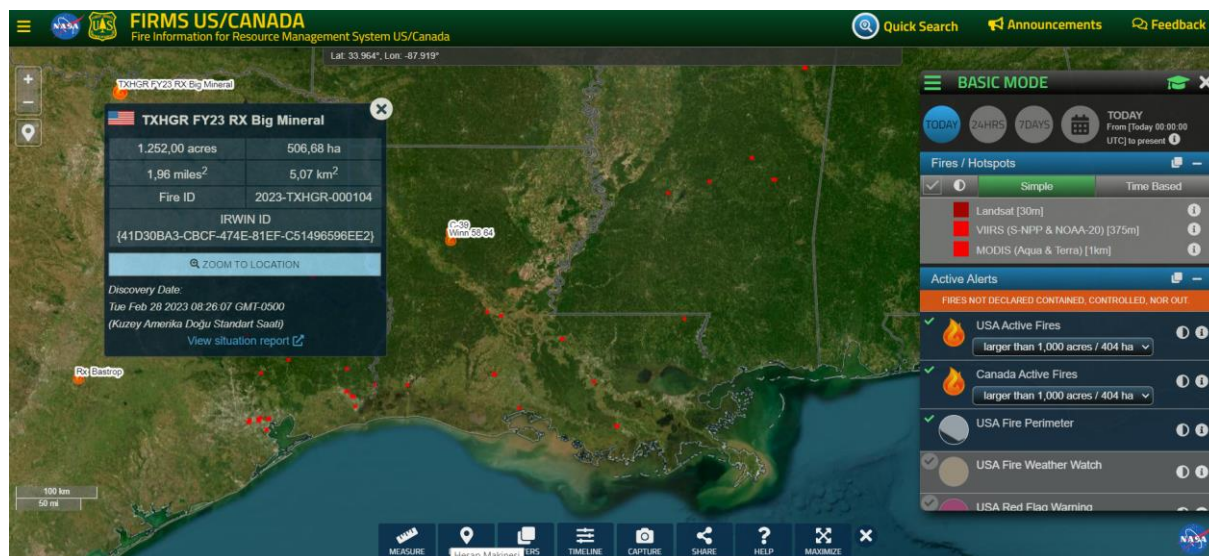 FIRMS US/CANADA
Fire Information for Resource Management System US/Canada
Quick Search
Announcements
Feedback
Lat: 33.964°, Lon: -87.919°
TXHGR FY23 RX Big Mineral
TXHGR FY23 RX Big Mineral
1.252,00 acres 506,68 ha
1,96 miles² 5,07 km²
Fire ID 2023-TXHGR-000104
IRWIN ID
{41D30BA3-CBCF-474E-81EF-C51496596EE2}
ZOOM TO LOCATION
Discovery Date:
Tue Feb 28 2023 08:26:07 GMT-0500
(Kuzey Amerika Doğu Standart Saati)
View situation report
C-39
Winn 58,64
Rx Bastrop
100 km
50 mi
BASIC MODE
TODAY 24HRS 7DAYS
TODAY
From [Today 00:00:00
UTC] to present
Fires / Hotspots
Simple Time Based
Landsat [30m]
VIIRS (S-NPP & NOAA-20) [375m]
MODIS (Aqua & Terra) [1km]
Active Alerts
FIRES NOT DECLARED CONTAINED, CONTROLLED, NOR OUT.
USA Active Fires
larger than 1,000 acres / 404 ha
Canada Active Fires
larger than 1,000 acres / 404 ha
USA Fire Perimeter
USA Fire Weather Watch
USA Red Flag Warning
MEASURE TIMELINE CAPTURE SHARE HELP MAXIMIZE
NASA
NASA